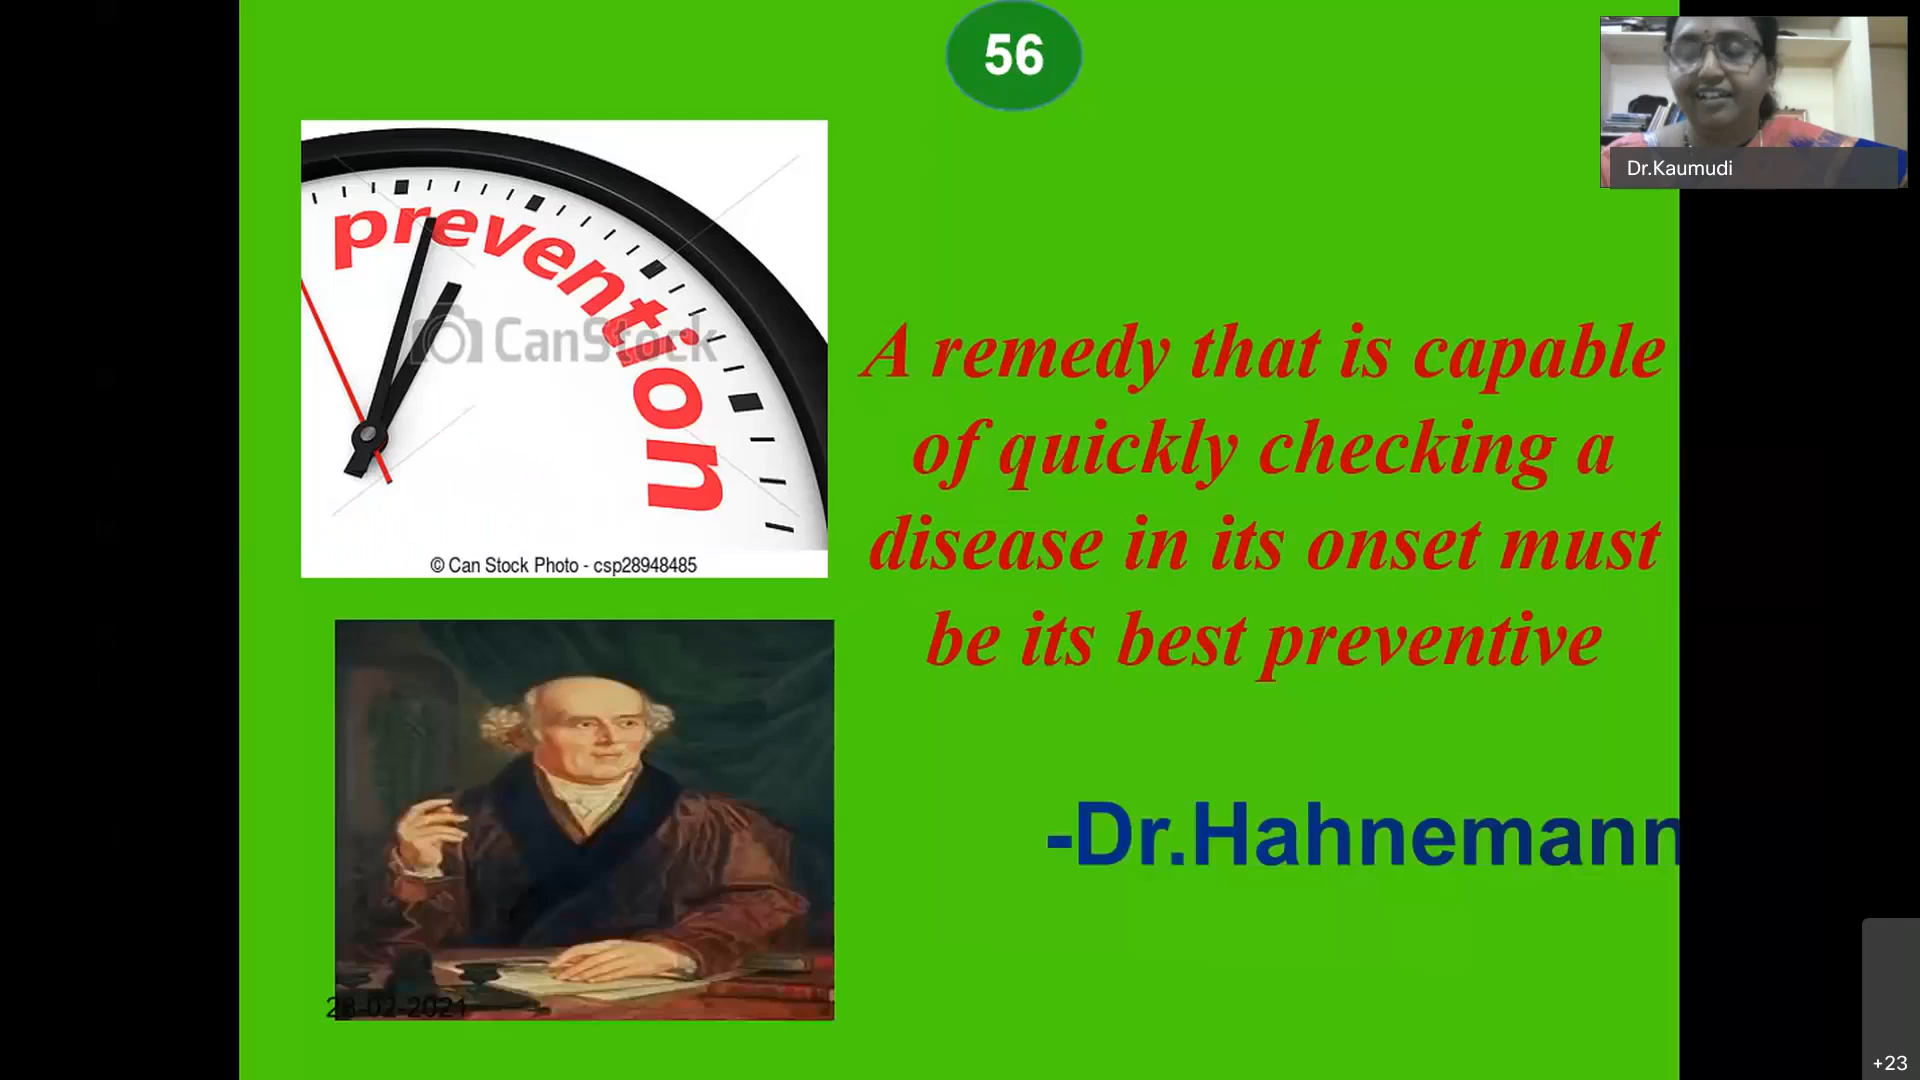 56
Dr.Kaumudi
prevention
CanStock
© Can Stock Photo - csp28948485
A remedy that is capable
of quickly checking a
disease in its onset must
be its best preventive
-Dr.Hahnemann
28-02-2021
+23